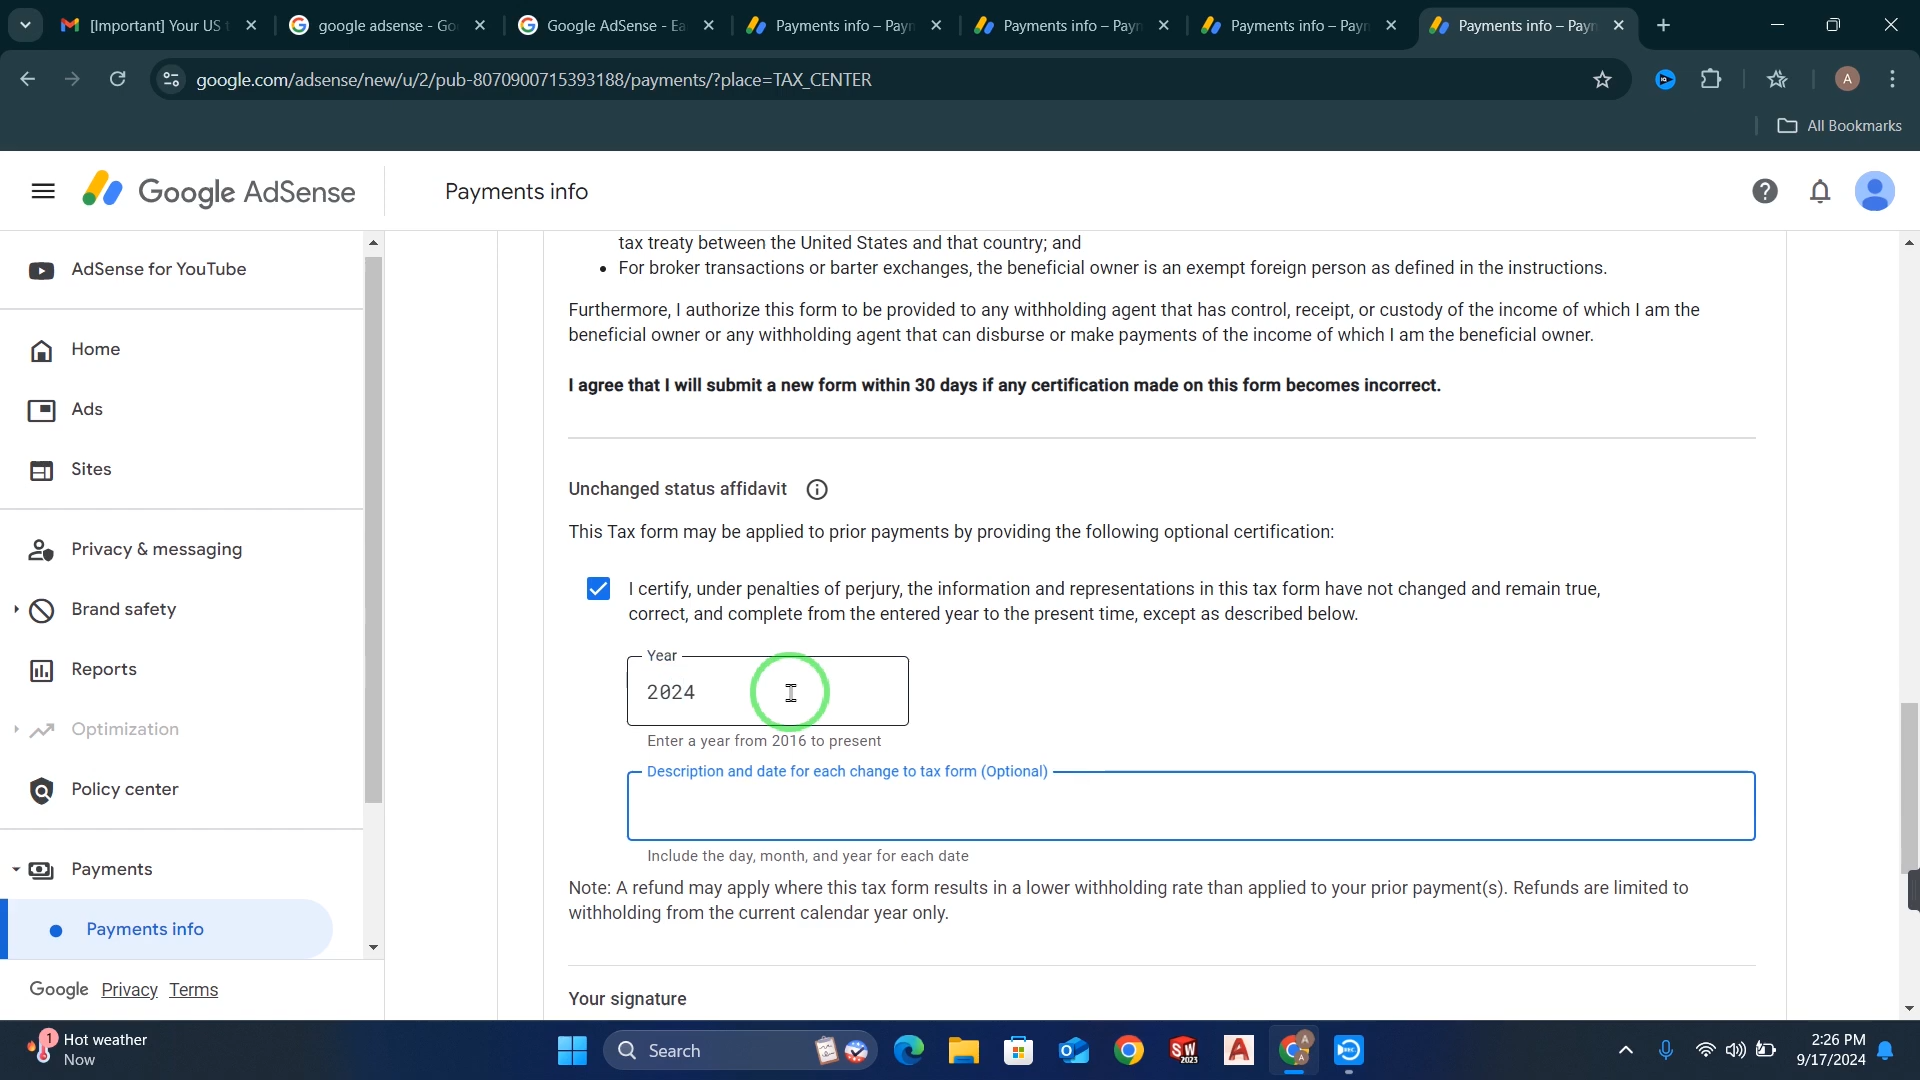 [Important] Your US t
google adsense - Go
Google AdSense - Ea
Payments info – Payn
Payments info – Payn
Payments info – Payn
Payments info – Payn
google.com/adsense/new/u/2/pub-8070900715393188/payments/?place=TAX_CENTER
A
All Bookmarks
Google AdSense
Payments info
AdSense for YouTube
Home
Ads
Sites
Privacy & messaging
Brand safety
Reports
Optimization
Policy center
Payments
Payments info
Google Privacy Terms
tax treaty between the United States and that country; and
• For broker transactions or barter exchanges, the beneficial owner is an exempt foreign person as defined in the instructions.
Furthermore, I authorize this form to be provided to any withholding agent that has control, receipt, or custody of the income of which I am the
beneficial owner or any withholding agent that can disburse or make payments of the income of which I am the beneficial owner.
I agree that I will submit a new form within 30 days if any certification made on this form becomes incorrect.
Unchanged status affidavit
This Tax form may be applied to prior payments by providing the following optional certification:
I certify, under penalties of perjury, the information and representations in this tax form have not changed and remain true,
correct, and complete from the entered year to the present time, except as described below.
Year
2024
Enter a year from 2016 to present
Description and date for each change to tax form (Optional)
Include the day, month, and year for each date
Note: A refund may apply where this tax form results in a lower withholding rate than applied to your prior payment(s). Refunds are limited to
withholding from the current calendar year only.
Your signature
1
Hot weather
Now
Search
SW
2023
A
A
A
REC
2:26 PM
9/17/2024